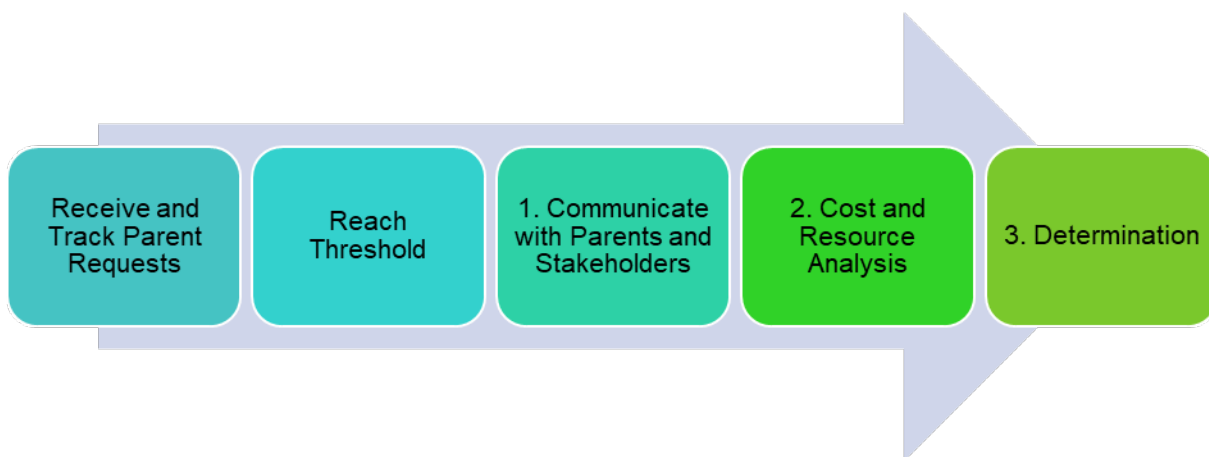 Receive and
Track Parent
Requests
Reach
Threshold
1. Communicate
with Parents and
Stakeholders
2. Cost and
Resource
Analysis
3. Determination